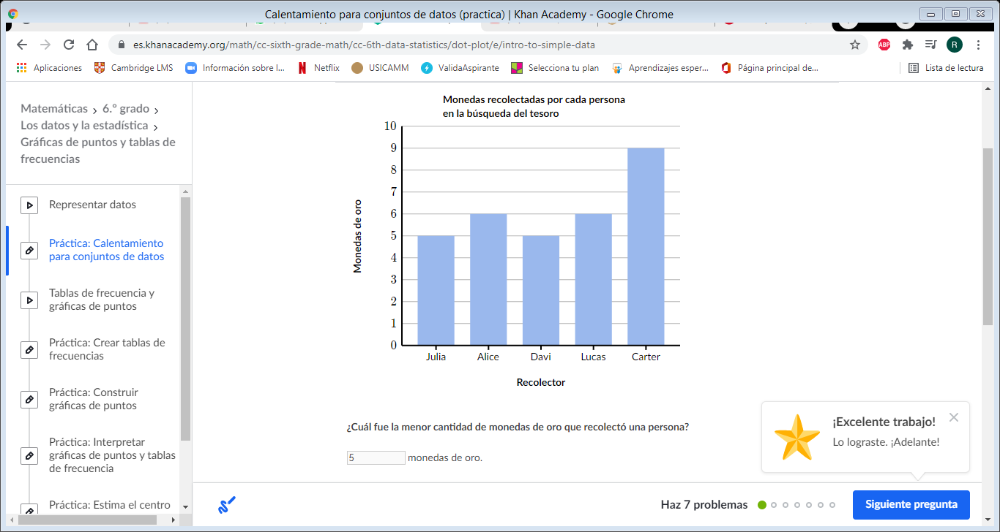 Calentamiento para conjuntos de datos (practica) | Khan Academy - Google Chrome
es.khanacademy.org/math/cc-sixth-grade-math/cc-6th-data-statistics/dot-plot/e/intro-to-simple-data
ABP
R
Aplicaciones
Cambridge LMS
Información sobre l...
Netflix
USICAMM
ValidaAspirante
Selecciona tu plan
Aprendizajes esper...
Página principal de...
Lista de lectura
Matemáticas › 6.º grado ›
Los datos y la estadística ›
Gráficas de puntos y tablas de
frecuencias
Representar datos
Práctica: Calentamiento
para conjuntos de datos
Tablas de frecuencia y
gráficas de puntos
Práctica: Crear tablas de
frecuencias
Práctica: Construir
gráficas de puntos
Práctica: Interpretar
gráficas de puntos y tablas
de frecuencia
Práctica: Estima el centro
Monedas recolectadas por cada persona
en la búsqueda del tesoro
Monedas de oro
10
9
8
7
6
5
4
3
2
1
0
Julia
Alice
Davi
Lucas
Carter
Recolector
¿Cuál fue la menor cantidad de monedas de oro que recolectó una persona?
5 monedas de oro.
¡Excelente trabajo!
Lo lograste. ¡Adelante!
Haz 7 problemas
Siguiente pregunta